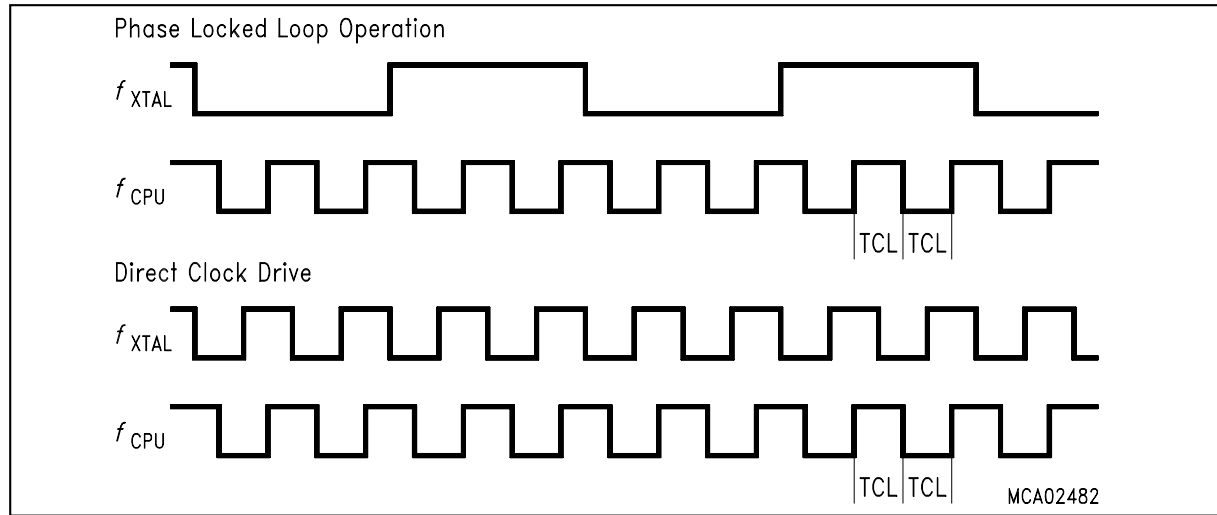 Phase Locked Loop Operation
f XTAL
f CPU
TCL TCL
Direct Clock Drive
f XTAL
f CPU
TCL TCL
MCA02482